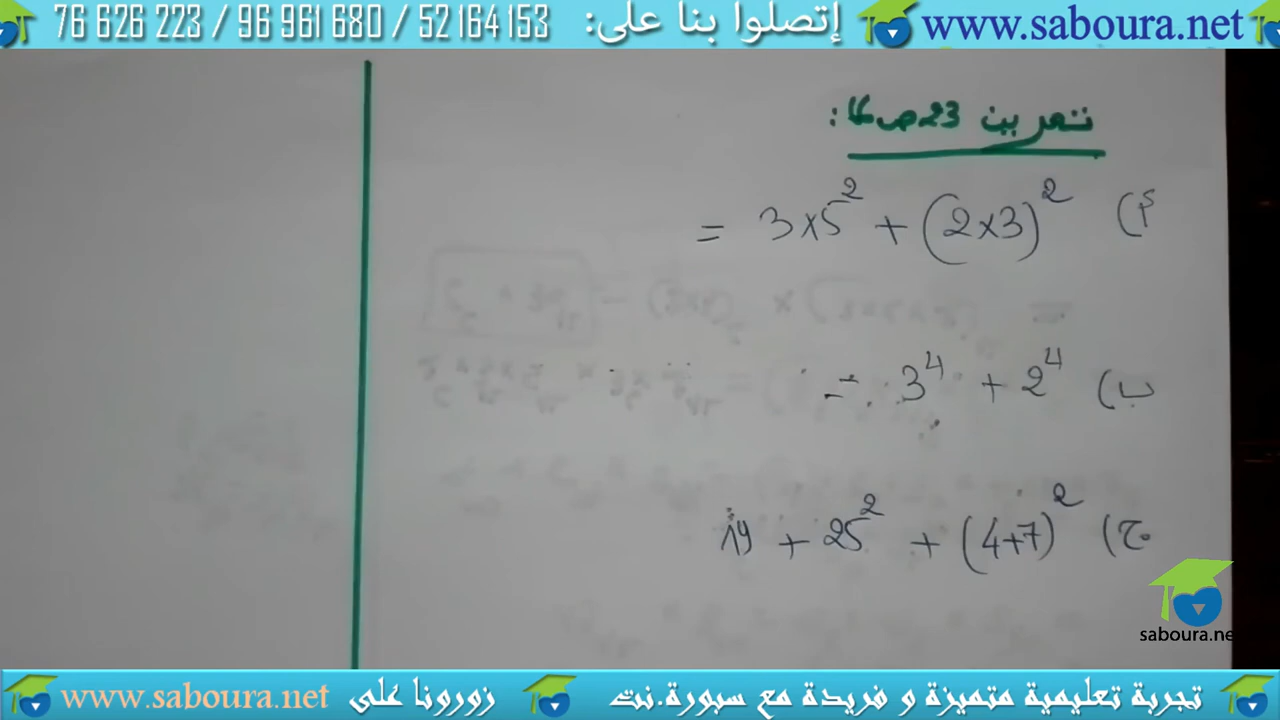 76 626 223 / 96 961 680 / 52 164 153 إتصلوا بنا على: www.saboura.net
تمرين 23 ص 16:
أ) 3×5² + (2×3)² =
ب) 3⁴ + 2⁴ =
ج) 19 + 25² + (4+7)²
saboura.ne
تجربة تعليمية متميزة و فريدة مع سبورة.نت زورونا على www.saboura.net